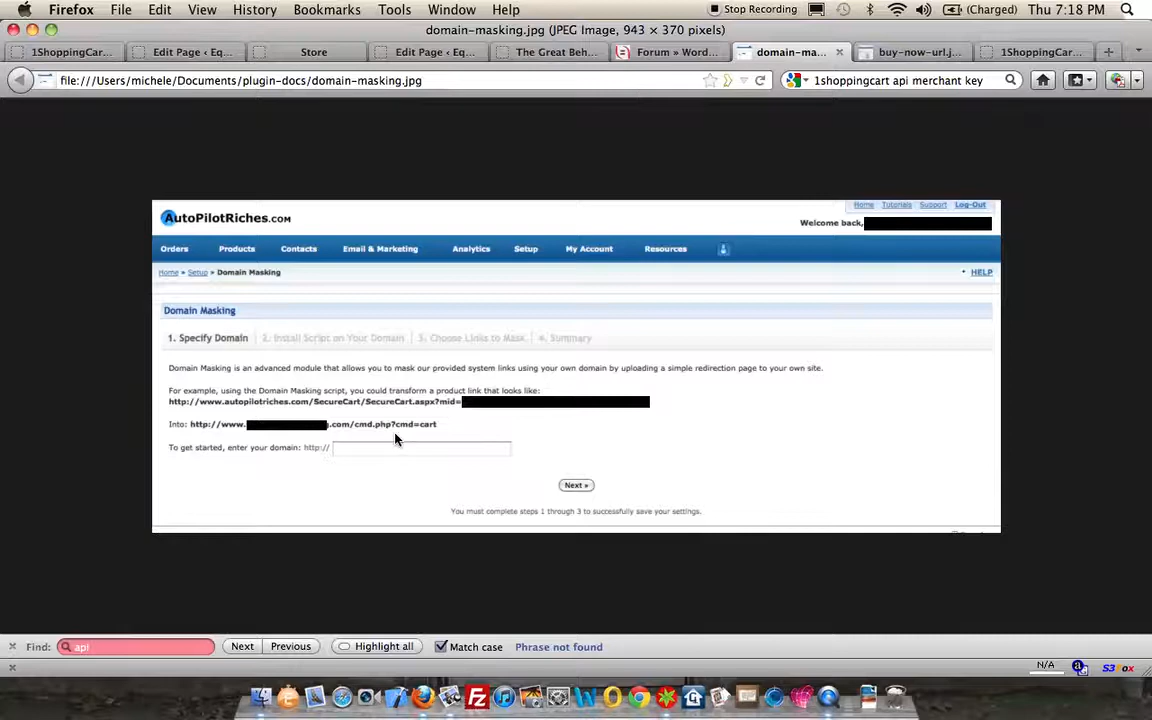 Firefox File Edit View History Bookmarks Tools Window Help Stop Recording (Charged) Thu 7:18 PM
domain-masking.jpg (JPEG Image, 943 × 370 pixels)
1ShoppingCar... Edit Page ‹ Eq... Store Edit Page ‹ Eq... The Great Beh... Forum » Word... domain-ma... buy-now-url.j... 1ShoppingCar...
file:///Users/michele/Documents/plugin-docs/domain-masking.jpg 1shoppingcart api merchant key
Home Tutorials Support Log-Out
AutoPilotRiches.com
Welcome back,
Orders Products Contacts Email & Marketing Analytics Setup My Account Resources
Home » Setup » Domain Masking HELP
Domain Masking
1. Specify Domain 2. Install Script on Your Domain 3. Choose Links to Mask 4. Summary
Domain Masking is an advanced module that allows you to mask our provided system links using your own domain by uploading a simple redirection page to your own site.
For example, using the Domain Masking script, you could transform a product link that looks like:
http://www.autopilotriches.com/SecureCart/SecureCart.aspx?mid=
Into: http://www. .com/cmd.php?cmd=cart
To get started, enter your domain: http://
Next »
You must complete steps 1 through 3 to successfully save your settings.
Find: api Next Previous Highlight all Match case Phrase not found
N/A a S3Fox